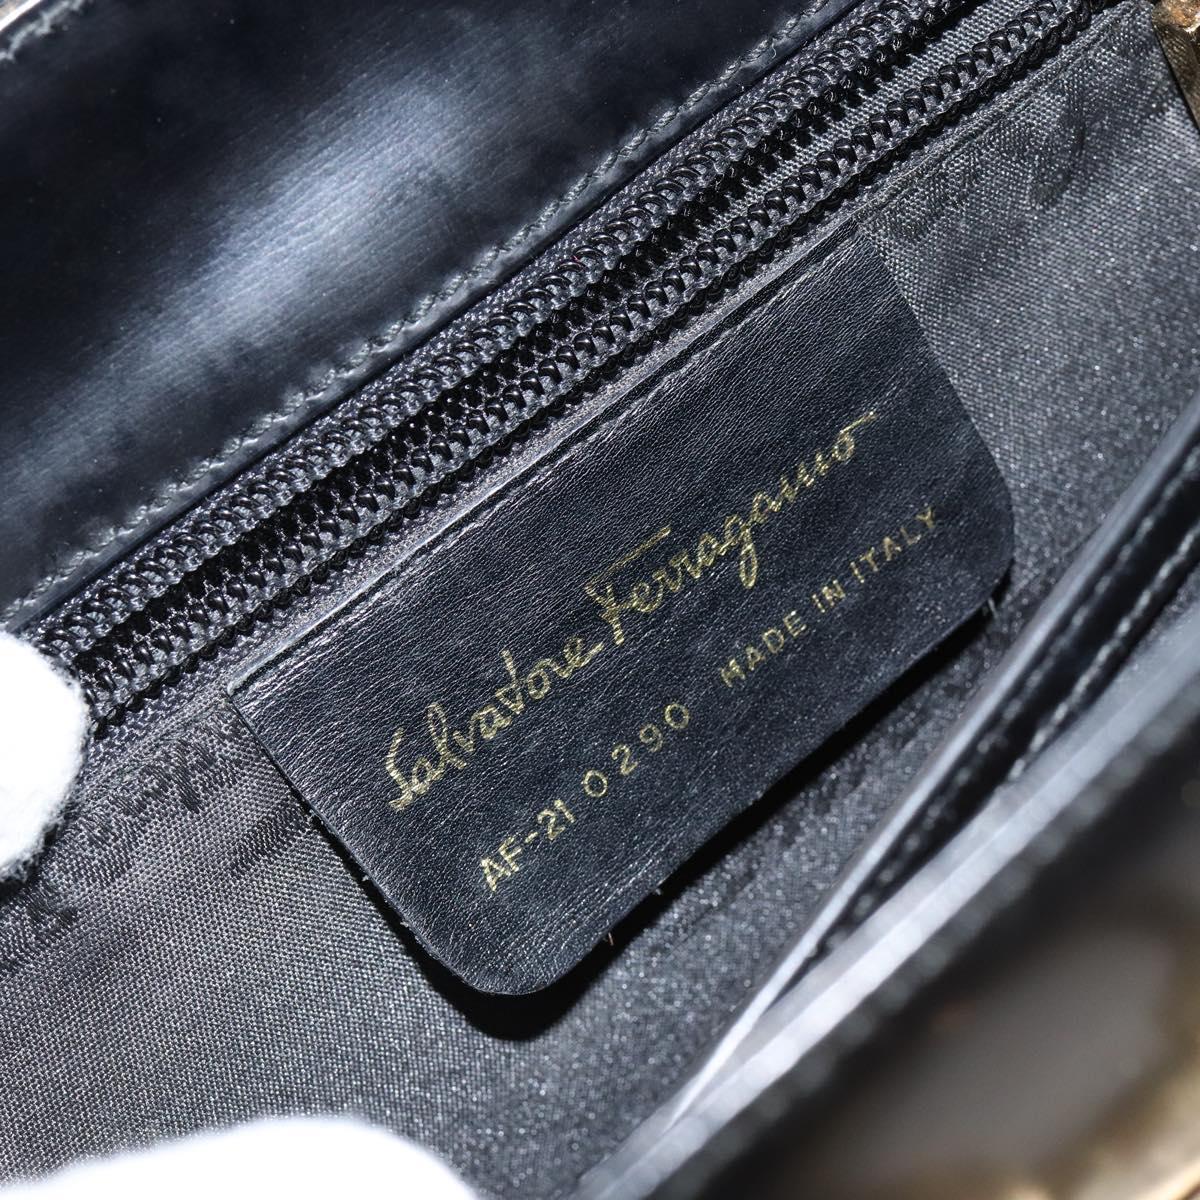 Salvatore Ferragamo
AF-21 0290 MADE IN ITALY